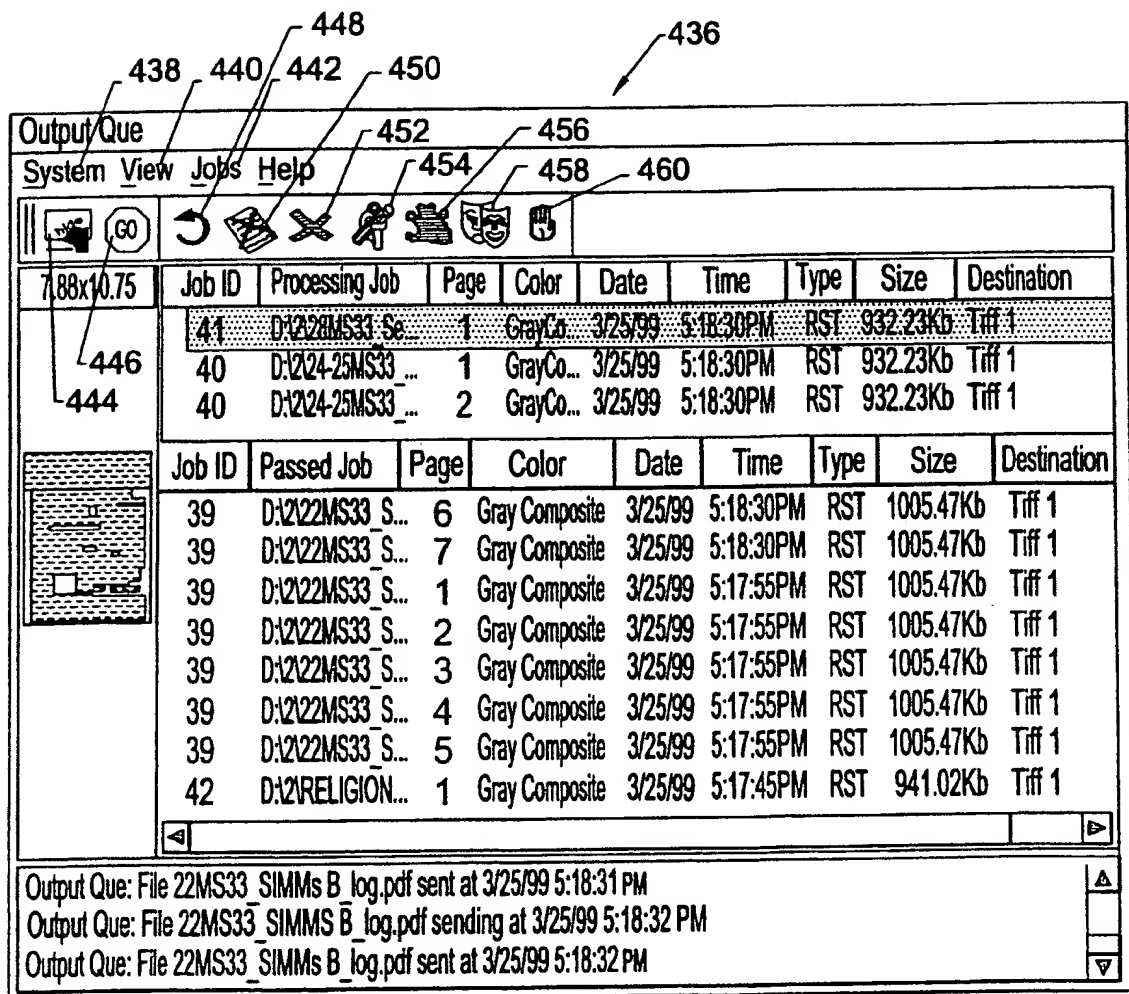 448
436
438 440 442 450
Output Que
452 456
System View Jobs Help
454 458 460
GO
7.88x10.75
Job ID Processing Job Page Color Date Time Type Size Destination
41 D:\2\28MS33_Se... 1 GrayCo... 3/25/99 5:18:30PM RST 932.23Kb Tiff 1
446
40 D:\2\24-25MS33_... 1 GrayCo... 3/25/99 5:18:30PM RST 932.23Kb Tiff 1
444
40 D:\2\24-25MS33_... 2 GrayCo... 3/25/99 5:18:30PM RST 932.23Kb Tiff 1
Job ID Passed Job Page Color Date Time Type Size Destination
39 D:\2\22MS33_S... 6 Gray Composite 3/25/99 5:18:30PM RST 1005.47Kb Tiff 1
39 D:\2\22MS33_S... 7 Gray Composite 3/25/99 5:18:30PM RST 1005.47Kb Tiff 1
39 D:\2\22MS33_S... 1 Gray Composite 3/25/99 5:17:55PM RST 1005.47Kb Tiff 1
39 D:\2\22MS33_S... 2 Gray Composite 3/25/99 5:17:55PM RST 1005.47Kb Tiff 1
39 D:\2\22MS33_S... 3 Gray Composite 3/25/99 5:17:55PM RST 1005.47Kb Tiff 1
39 D:\2\22MS33_S... 4 Gray Composite 3/25/99 5:17:55PM RST 1005.47Kb Tiff 1
39 D:\2\22MS33_S... 5 Gray Composite 3/25/99 5:17:55PM RST 1005.47Kb Tiff 1
42 D:\2\RELIGION... 1 Gray Composite 3/25/99 5:17:45PM RST 941.02Kb Tiff 1
Output Que: File 22MS33_SIMMs B_log.pdf sent at 3/25/99 5:18:31 PM
Output Que: File 22MS33_SIMMS B_log.pdf sending at 3/25/99 5:18:32 PM
Output Que: File 22MS33_SIMMs B_log.pdf sent at 3/25/99 5:18:32 PM